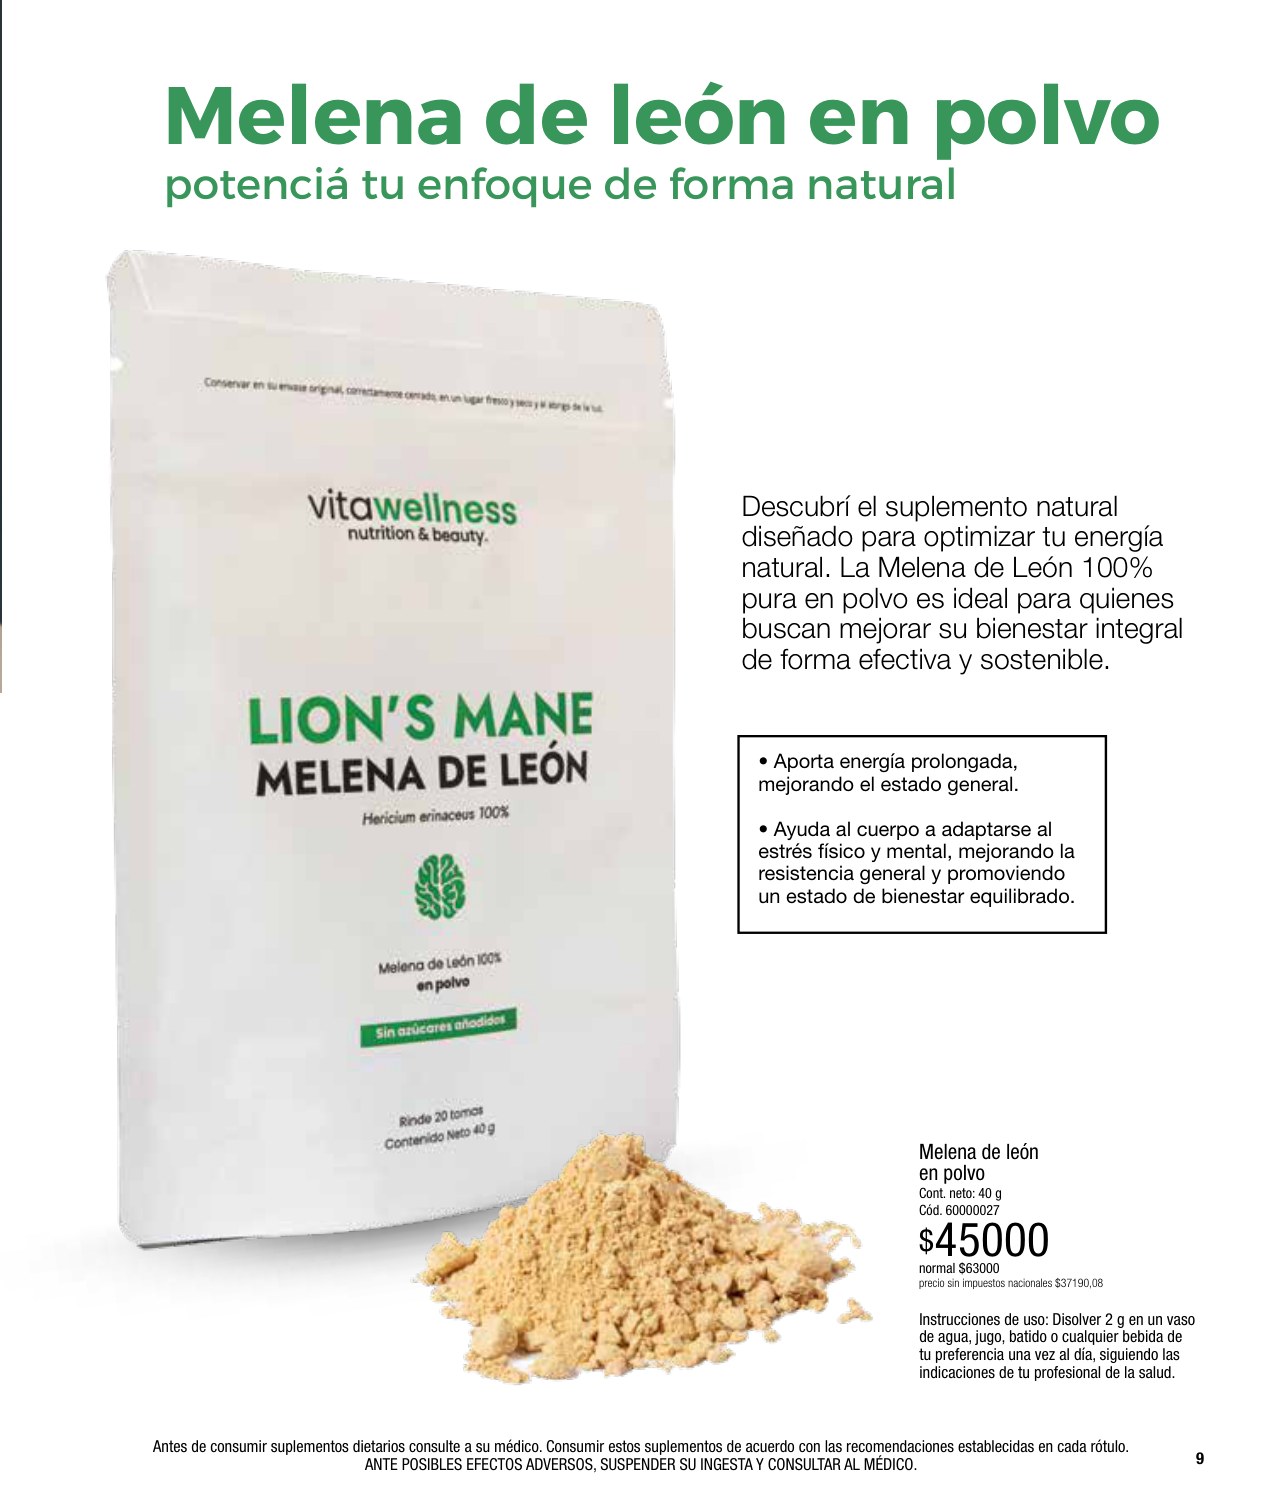 Melena de león en polvo
potenciá tu enfoque de forma natural
Conservar en su envase original, correctamente cerrado, en un lugar fresco y seco y al abrigo de la luz.
vitawellness
nutrition & beauty.
LION'S MANE
MELENA DE LEÓN
Hericium erinaceus 100%
Melena de León 100%
en polvo
Sin azúcares añadidos
Rinde 20 tomas
Contenido Neto 40 g
Descubrí el suplemento natural
diseñado para optimizar tu energía
natural. La Melena de León 100%
pura en polvo es ideal para quienes
buscan mejorar su bienestar integral
de forma efectiva y sostenible.
• Aporta energía prolongada,
mejorando el estado general.
• Ayuda al cuerpo a adaptarse al
estrés físico y mental, mejorando la
resistencia general y promoviendo
un estado de bienestar equilibrado.
Melena de león
en polvo
Cont. neto: 40 g
Cód. 60000027
$45000
normal $63000
precio sin impuestos nacionales $37190,08
Instrucciones de uso: Disolver 2 g en un vaso
de agua, jugo, batido o cualquier bebida de
tu preferencia una vez al día, siguiendo las
indicaciones de tu profesional de la salud.
Antes de consumir suplementos dietarios consulte a su médico. Consumir estos suplementos de acuerdo con las recomendaciones establecidas en cada rótulo.
ANTE POSIBLES EFECTOS ADVERSOS, SUSPENDER SU INGESTA Y CONSULTAR AL MÉDICO.
9